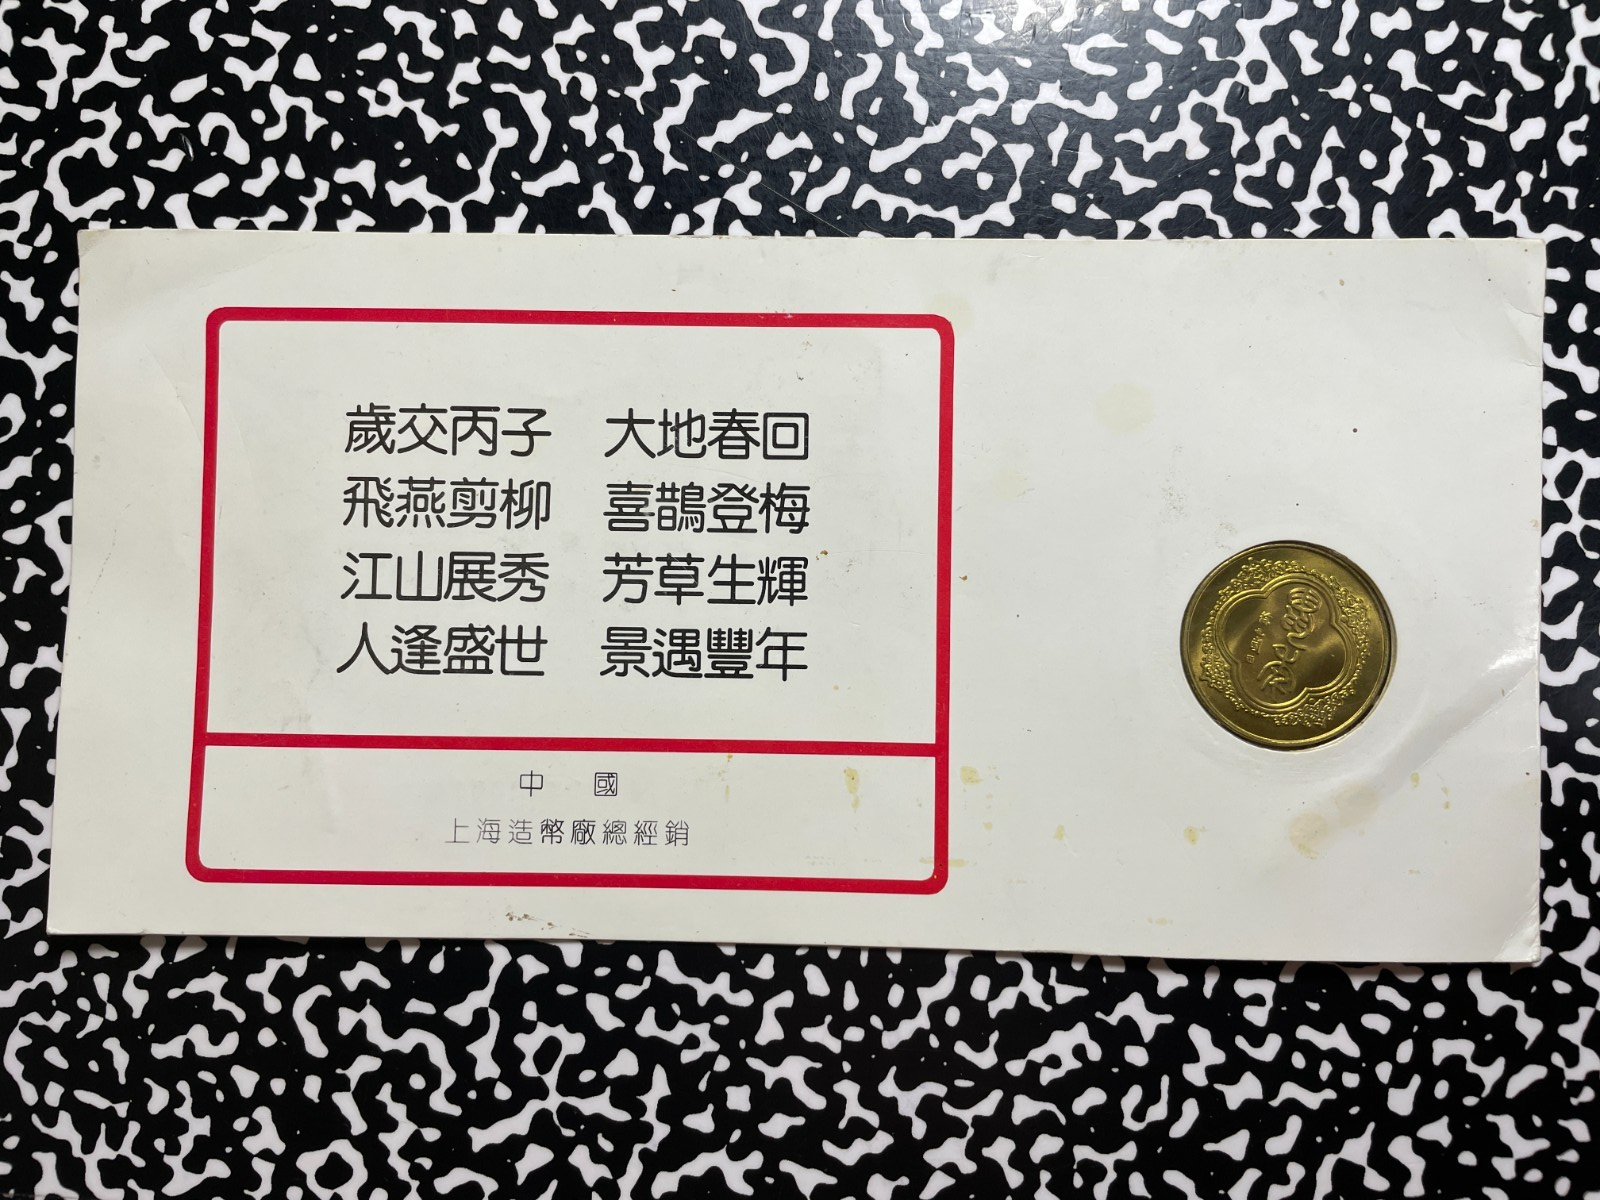 歲交丙子 大地春回
飛燕剪柳 喜鵲登梅
江山展秀 芳草生輝
人逢盛世 景遇豐年
中 國
上海造幣廠總經銷